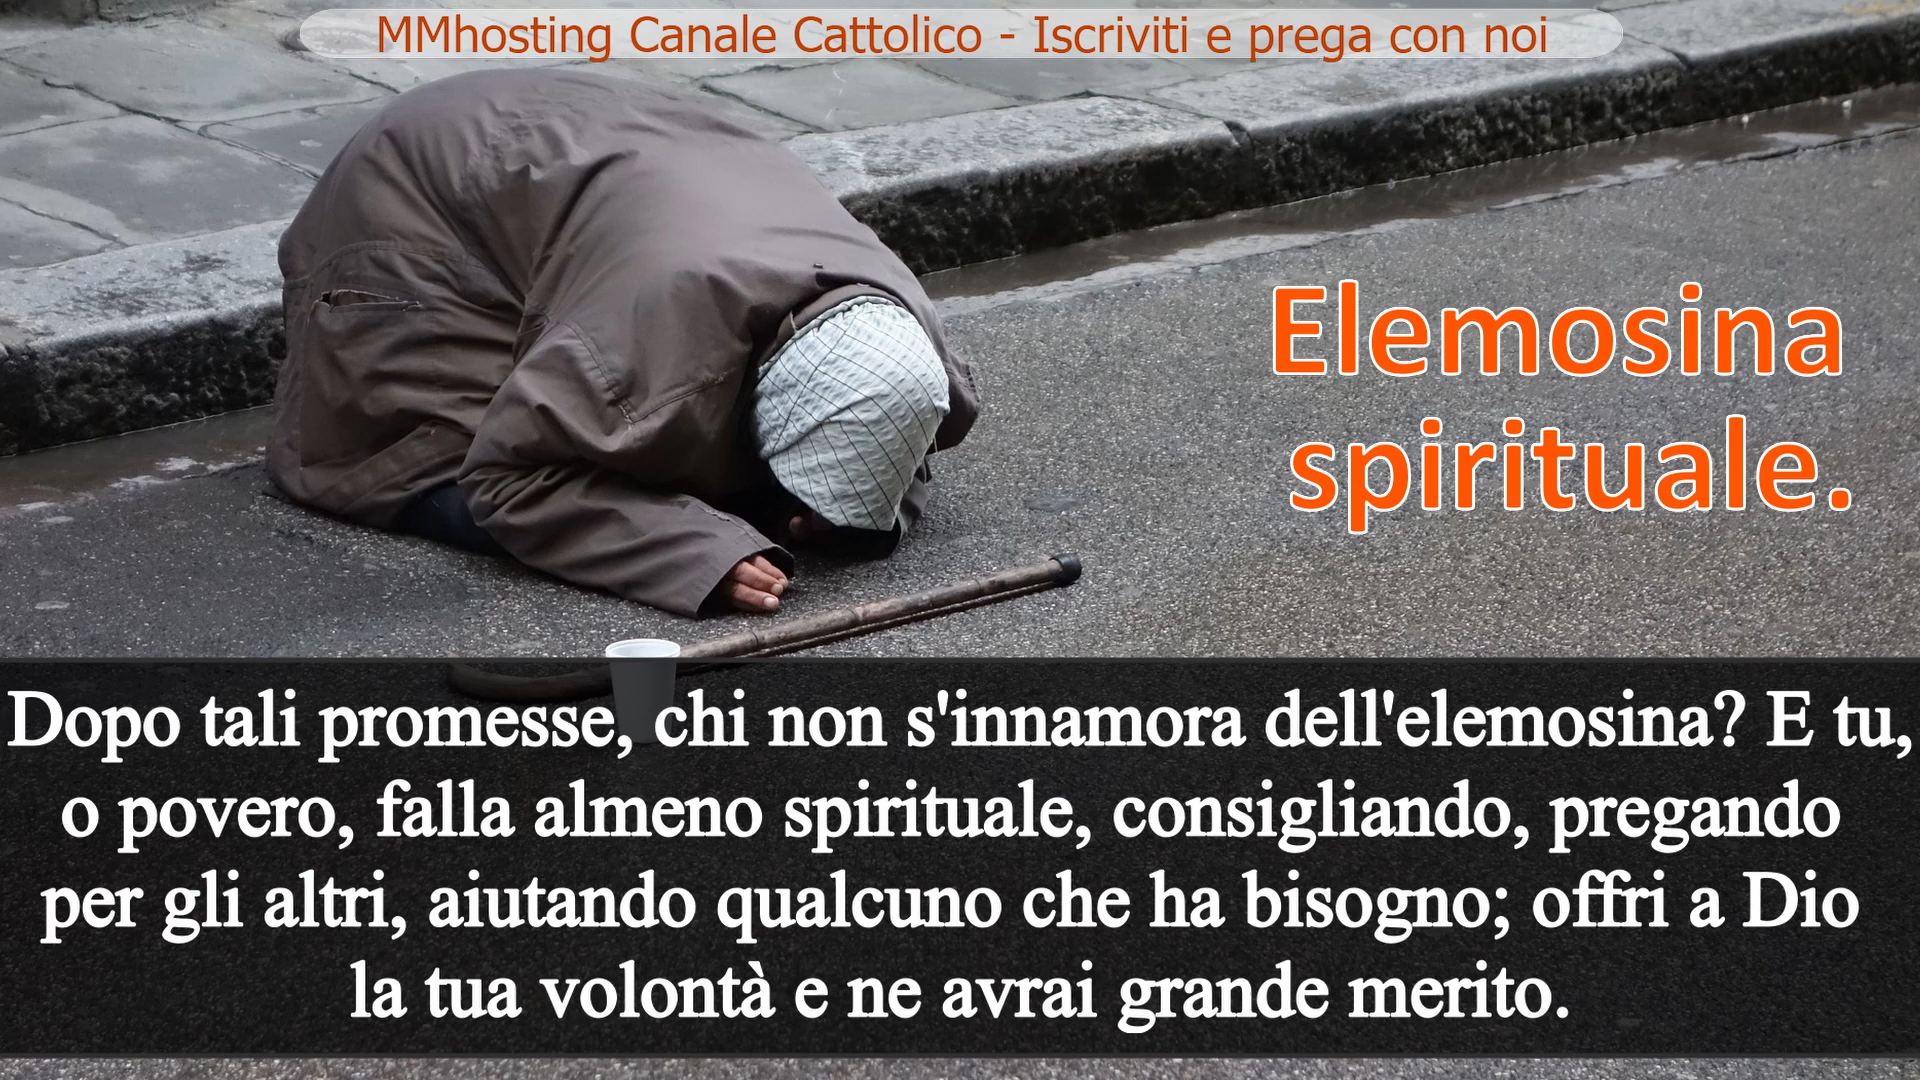 MMhosting Canale Cattolico - Iscriviti e prega con noi
Elemosina
spirituale.
Dopo tali promesse, chi non s'innamora dell'elemosina? E tu,
o povero, falla almeno spirituale, consigliando, pregando
per gli altri, aiutando qualcuno che ha bisogno; offri a Dio
la tua volontà e ne avrai grande merito.